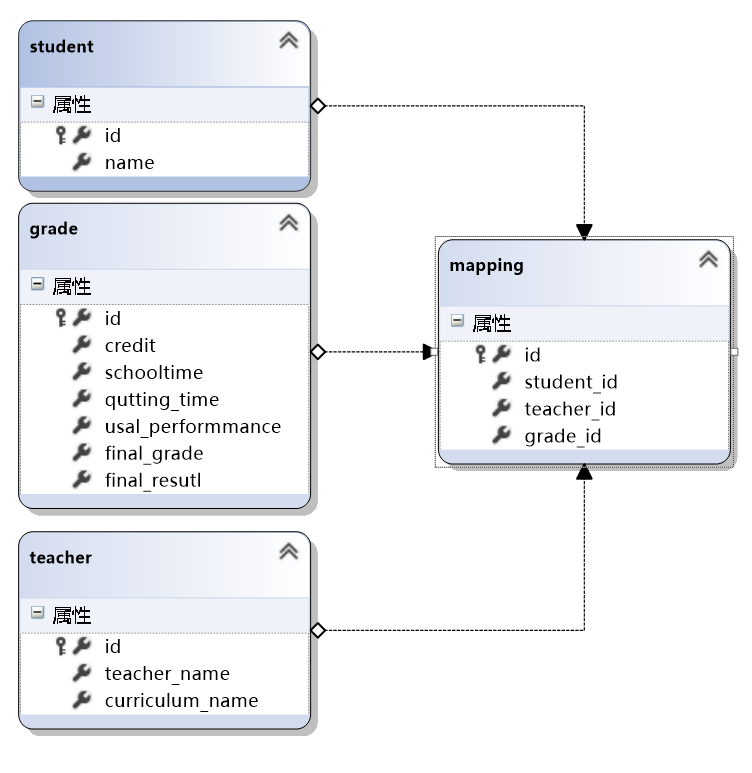 student
属性
id
name
grade
属性
id
credit
schooltime
qutting_time
usal_performmance
final_grade
final_resutl
mapping
属性
id
student_id
teacher_id
grade_id
teacher
属性
id
teacher_name
curriculum_name